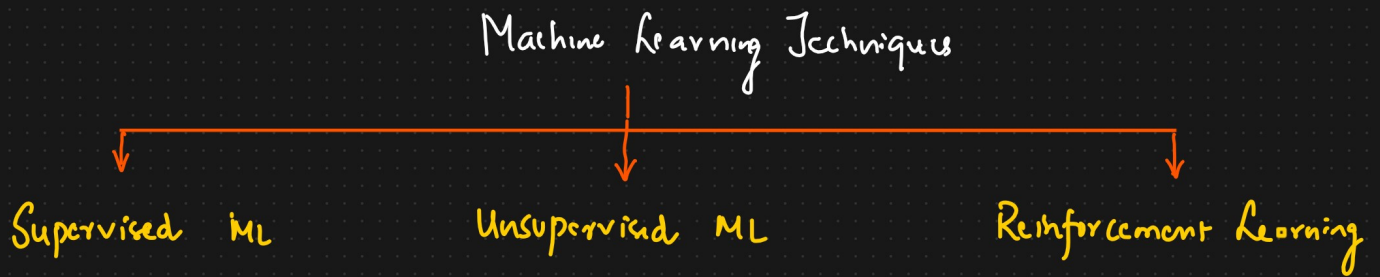 Machine Learning Techniques
Supervised ML
Unsupervised ML
Reinforcement Learning